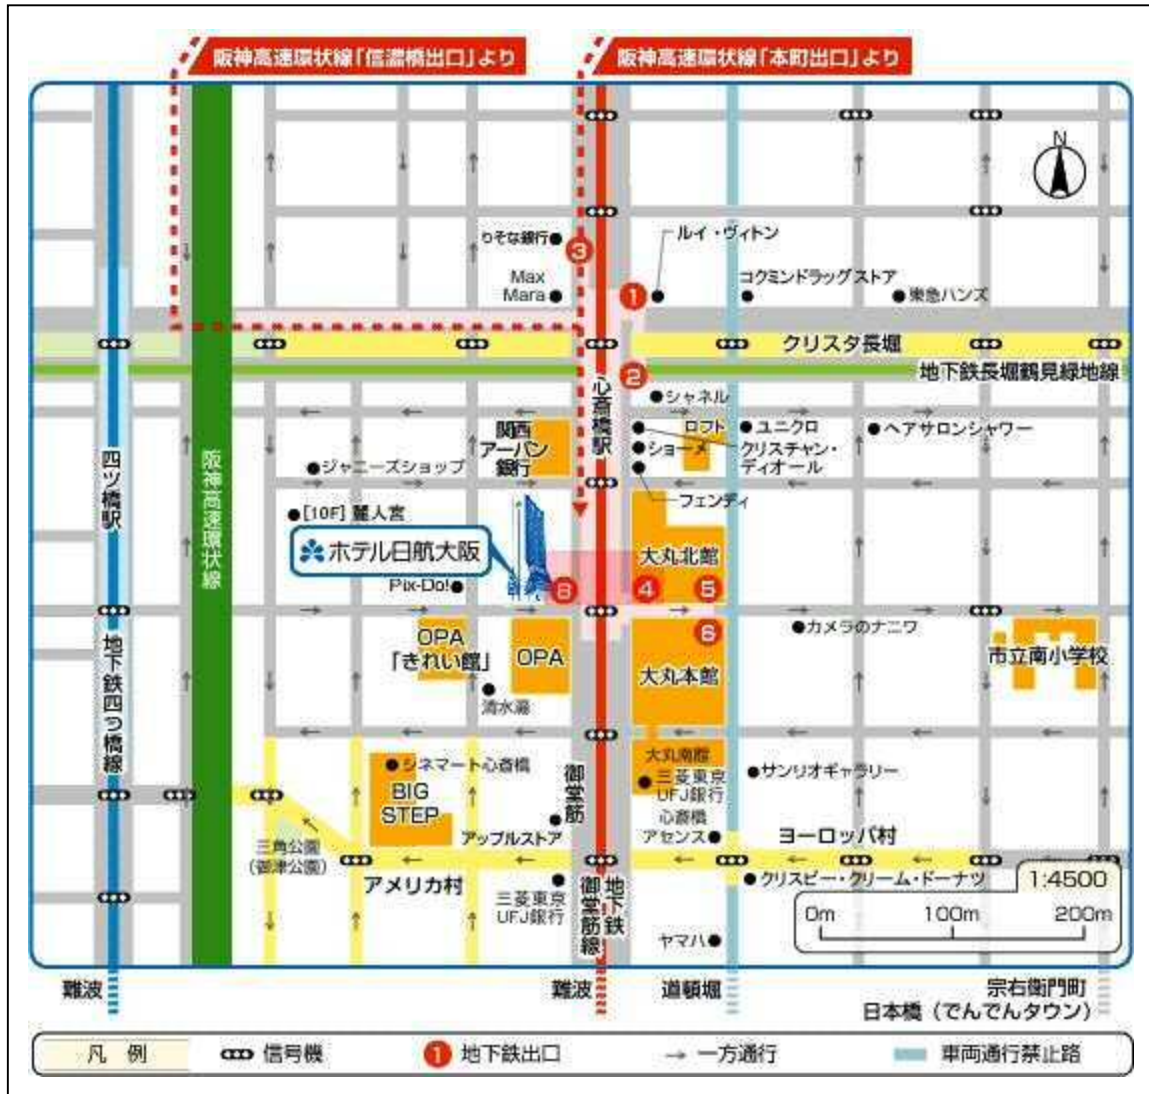 阪神高速環状線「信濃橋出口」より
阪神高速環状線「本町出口」より
N
りそな銀行
3
ルイ・ヴィトン
Max
Mara
1
コクミンドラッグストア
東急ハンズ
クリスタ長堀
2
地下鉄長堀鶴見緑地線
心斎橋駅
シャネル
関西
アーバン
銀行
ロフト
ユニクロ
ヘアサロンシャワー
ショーメ
クリスチャン・
ディオール
ジャニーズショップ
四ツ橋駅
阪神高速環状線
フェンディ
[10F] 麗人宮
ホテル日航大阪
大丸北館
Pix-Do!
8
4
5
カメラのナニワ
6
OPA
「きれい館」
OPA
大丸本館
市立南小学校
地下鉄四つ橋線
清水湯
大丸南館
シネマート心斎橋
三菱東京
UFJ銀行
サンリオギャラリー
BIG
STEP
御堂筋
心斎橋
アセンス
アップルストア
ヨーロッパ村
三角公園
(御津公園)
アメリカ村
三菱東京
UFJ銀行
地下鉄
御堂筋線
クリスピー・クリーム・ドーナツ
1:4500
0m
100m
200m
ヤマハ
難波
難波
道頓堀
宗右衛門町
日本橋（でんでんタウン）
凡 例
信号機
1
地下鉄出口
一方通行
車両通行禁止路